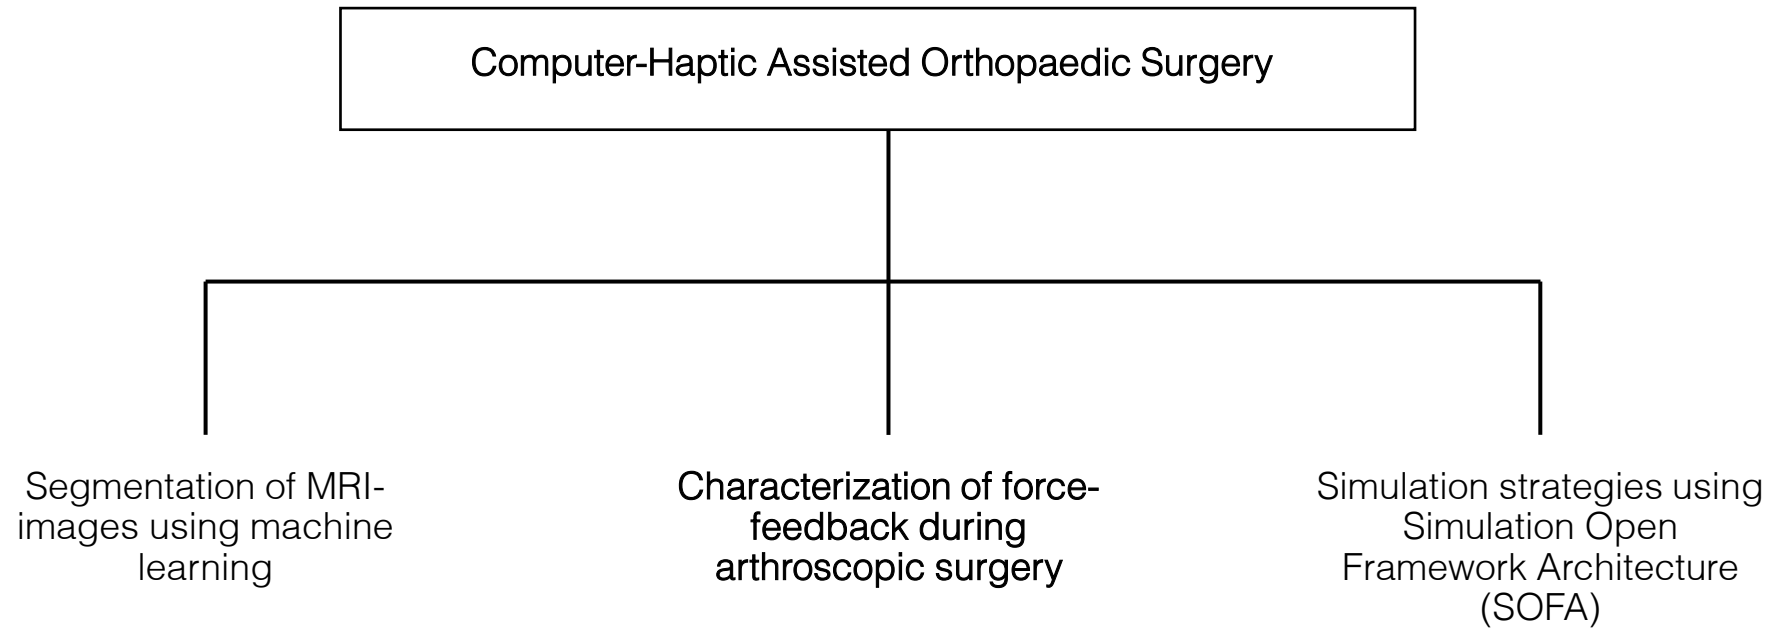 Computer-Haptic Assisted Orthopaedic Surgery
Segmentation of MRI-
images using machine
learning
Characterization of force-
feedback during
arthroscopic surgery
Simulation strategies using
Simulation Open
Framework Architecture
(SOFA)